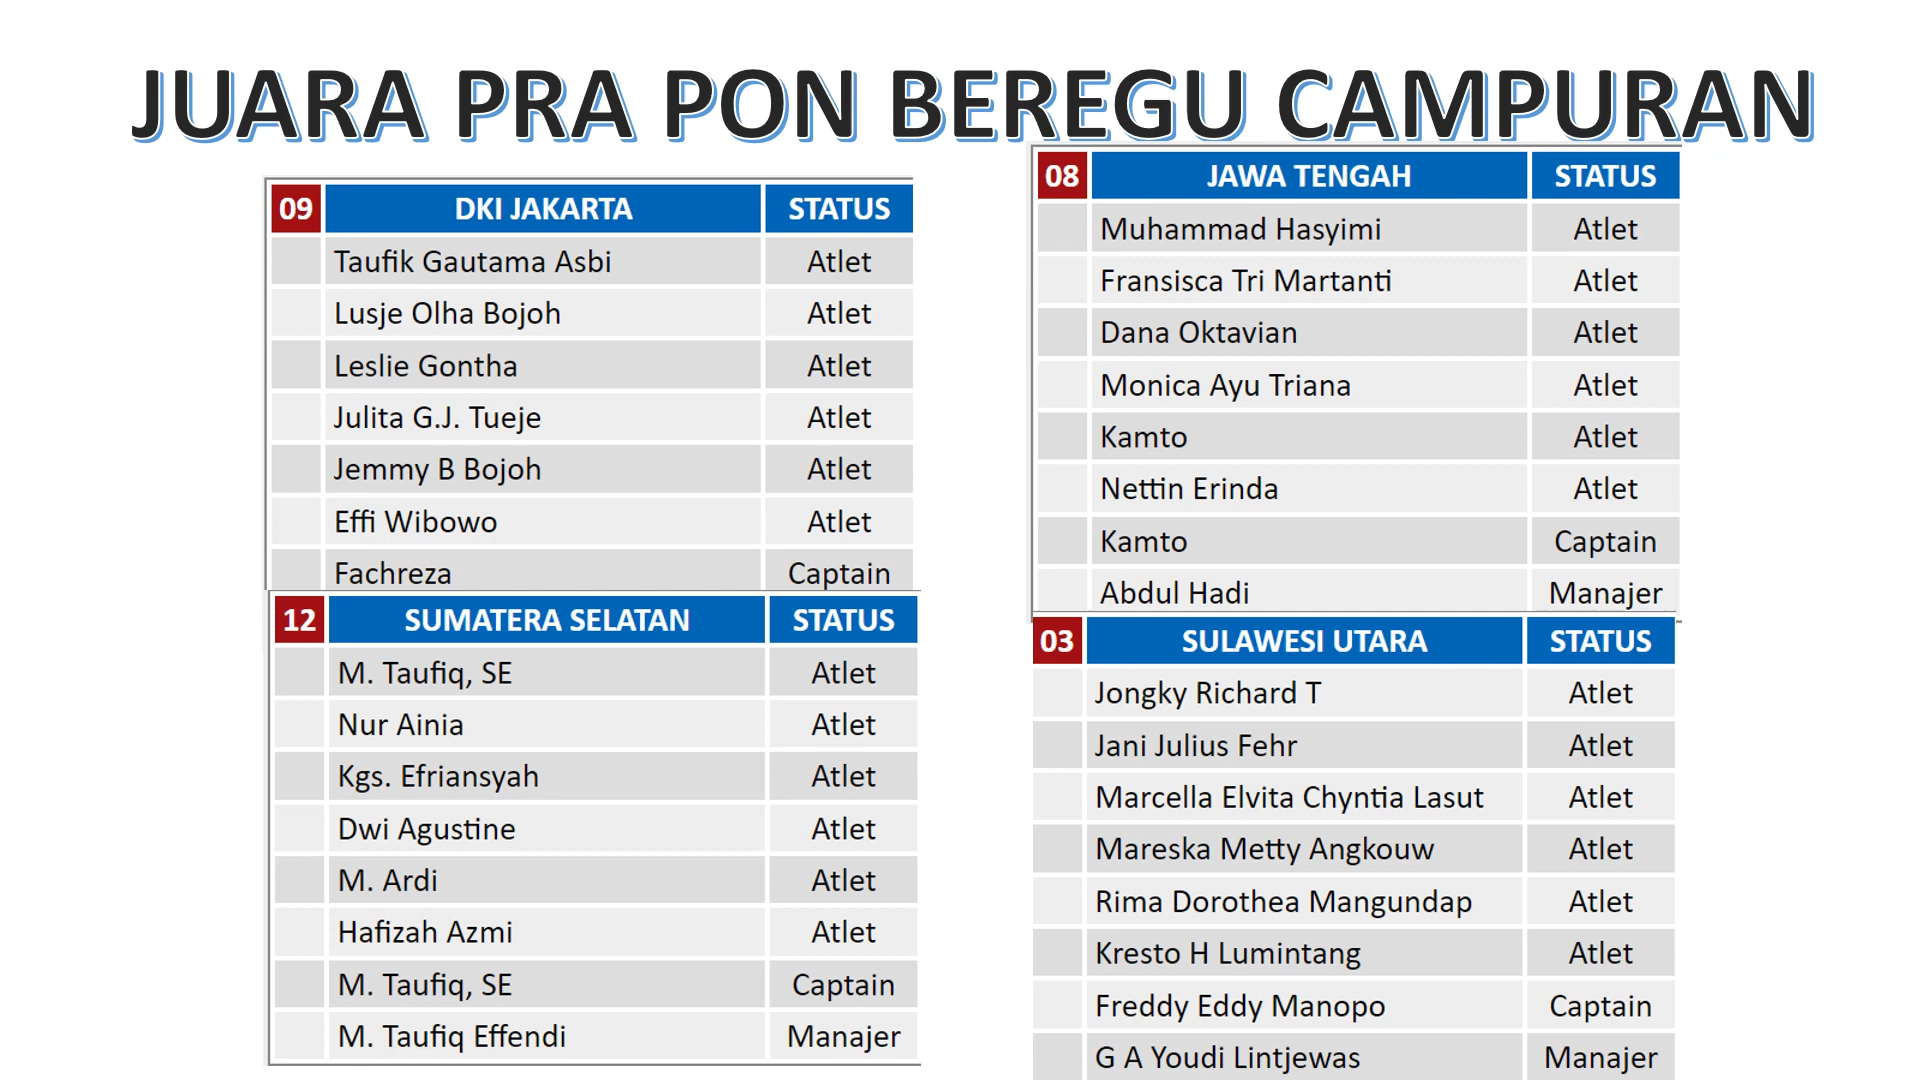 JUARA PRA PON BEREGU CAMPURAN
09 DKI JAKARTA STATUS
Taufik Gautama Asbi Atlet
Lusje Olha Bojoh Atlet
Leslie Gontha Atlet
Julita G.J. Tueje Atlet
Jemmy B Bojoh Atlet
Effi Wibowo Atlet
Fachreza Captain
12 SUMATERA SELATAN STATUS
M. Taufiq, SE Atlet
Nur Ainia Atlet
Kgs. Efriansyah Atlet
Dwi Agustine Atlet
M. Ardi Atlet
Hafizah Azmi Atlet
M. Taufiq, SE Captain
M. Taufiq Effendi Manajer
08 JAWA TENGAH STATUS
Muhammad Hasyimi Atlet
Fransisca Tri Martanti Atlet
Dana Oktavian Atlet
Monica Ayu Triana Atlet
Kamto Atlet
Nettin Erinda Atlet
Kamto Captain
Abdul Hadi Manajer
03 SULAWESI UTARA STATUS
Jongky Richard T Atlet
Jani Julius Fehr Atlet
Marcella Elvita Chyntia Lasut Atlet
Mareska Metty Angkouw Atlet
Rima Dorothea Mangundap Atlet
Kresto H Lumintang Atlet
Freddy Eddy Manopo Captain
G A Youdi Lintjewas Manajer